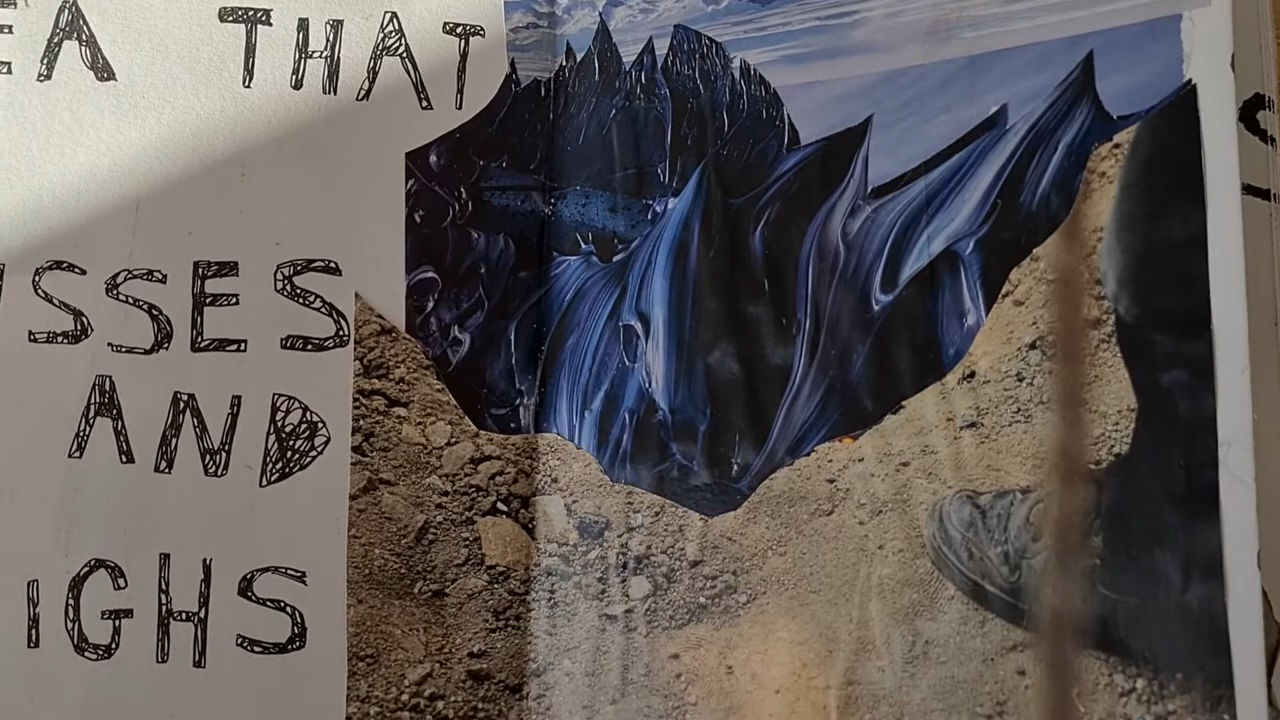 EA THAT
SSES
AND
IGHS